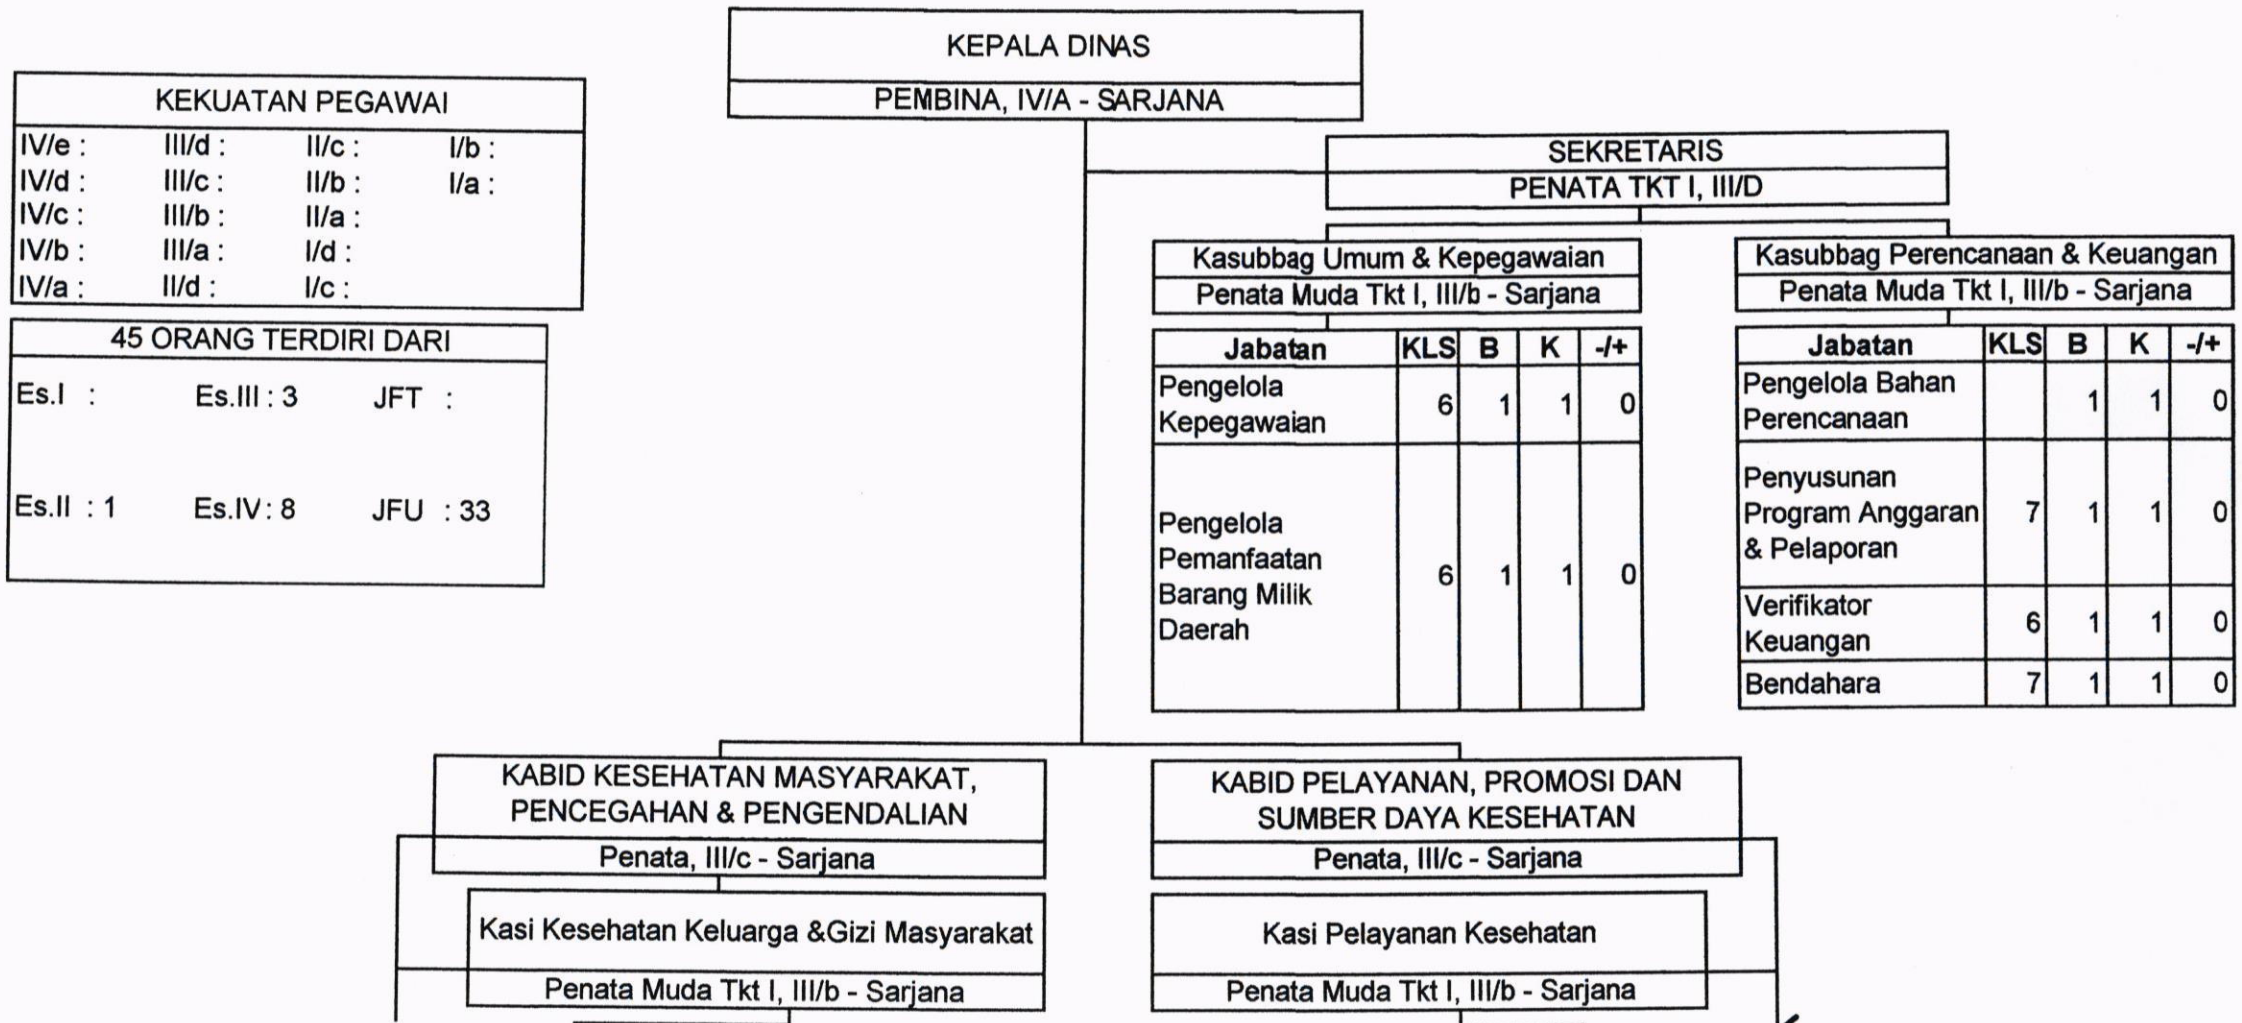 KEPALA DINAS
PEMBINA, IV/A - SARJANA
KEKUATAN PEGAWAI
IV/e : III/d : II/c : I/b :
IV/d : III/c : II/b : I/a :
IV/c : III/b : II/a :
IV/b : III/a : I/d :
IV/a : II/d : I/c :
45 ORANG TERDIRI DARI
Es.I : Es.III : 3 JFT :
Es.II : 1 Es.IV : 8 JFU : 33
SEKRETARIS
PENATA TKT I, III/D
Kasubbag Umum & Kepegawaian
Penata Muda Tkt I, III/b - Sarjana
Jabatan KLS B K -/+
Pengelola
Kepegawaian 6 1 1 0
Pengelola
Pemanfaatan
Barang Milik
Daerah 6 1 1 0
Kasubbag Perencanaan & Keuangan
Penata Muda Tkt I, III/b - Sarjana
Jabatan KLS B K -/+
Pengelola Bahan
Perencanaan 1 1 0
Penyusunan
Program Anggaran
& Pelaporan 7 1 1 0
Verifikator
Keuangan 6 1 1 0
Bendahara 7 1 1 0
KABID KESEHATAN MASYARAKAT,
PENCEGAHAN & PENGENDALIAN
Penata, III/c - Sarjana
Kasi Kesehatan Keluarga &Gizi Masyarakat
Penata Muda Tkt I, III/b - Sarjana
KABID PELAYANAN, PROMOSI DAN
SUMBER DAYA KESEHATAN
Penata, III/c - Sarjana
Kasi Pelayanan Kesehatan
Penata Muda Tkt I, III/b - Sarjana